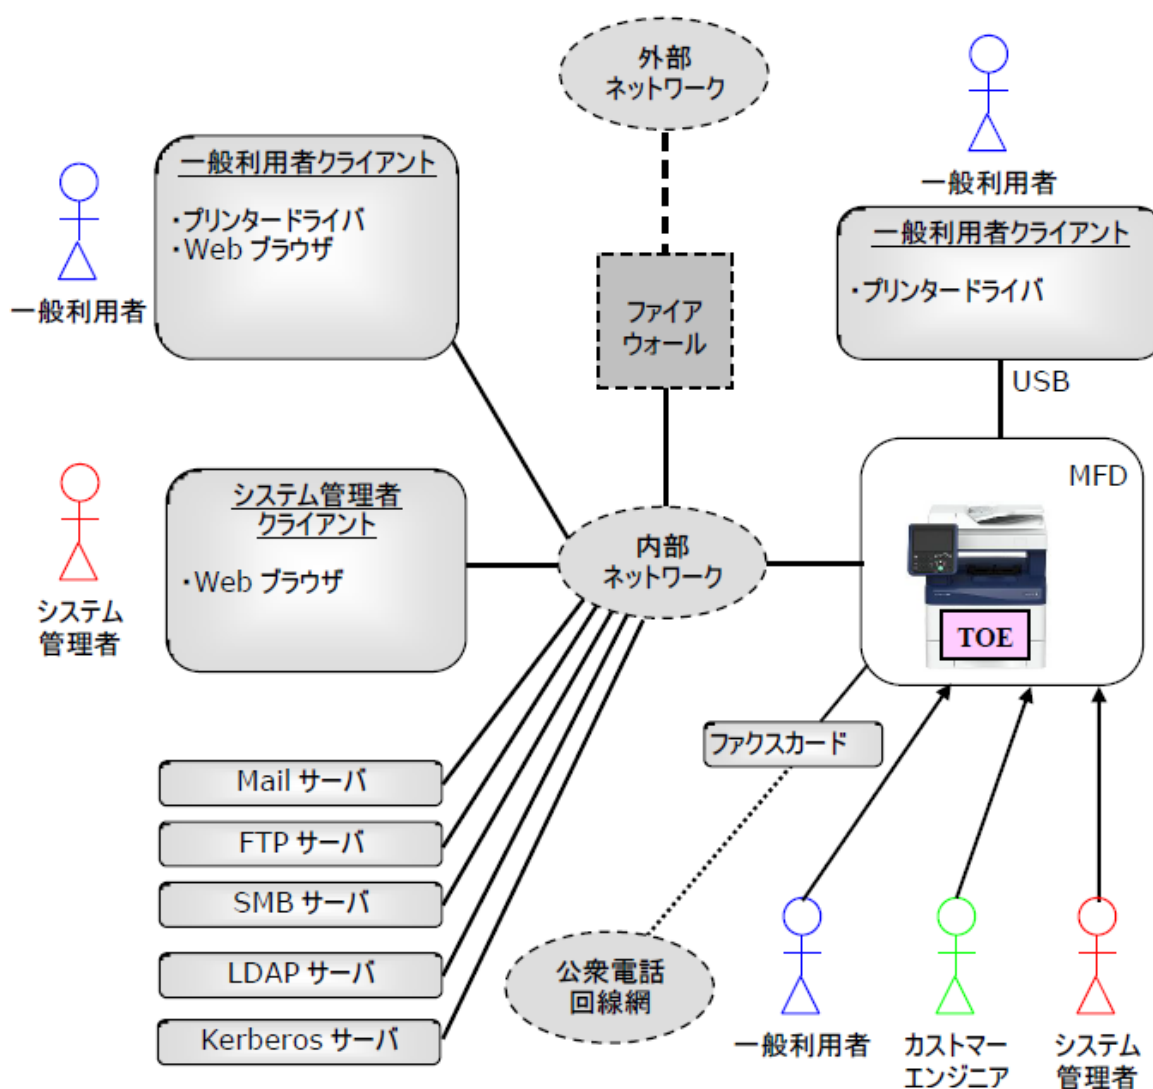 外部
ネットワーク
一般利用者
一般利用者クライアント
・プリンタードライバ
・Web ブラウザ
一般利用者
一般利用者クライアント
・プリンタードライバ
ファイア
ウォール
USB
MFD
TOE
システム管理者
クライアント
・Web ブラウザ
システム
管理者
内部
ネットワーク
ファクスカード
Mail サーバ
FTP サーバ
SMB サーバ
LDAP サーバ
Kerberos サーバ
公衆電話
回線網
一般利用者
カストマー
エンジニア
システム
管理者